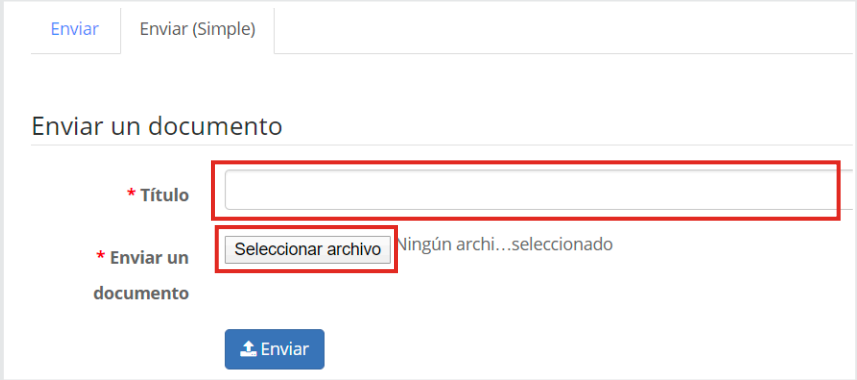 Enviar
Enviar (Simple)
Enviar un documento
* Título
* Enviar un
documento
Seleccionar archivo
Ningún archi...seleccionado
Enviar